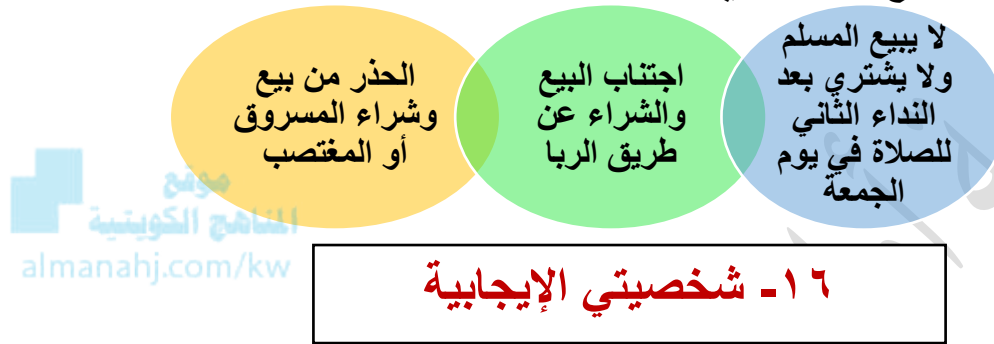 لا يبيع المسلم
ولا يشتري بعد
النداء الثاني
للصلاة في يوم
الجمعة
اجتناب البيع
والشراء عن
طريق الربا
الحذر من بيع
وشراء المسروق
أو المغتصب
موقع
المناهج الكويتية
almanahj.com/kw
١٦- شخصيتي الإيجابية